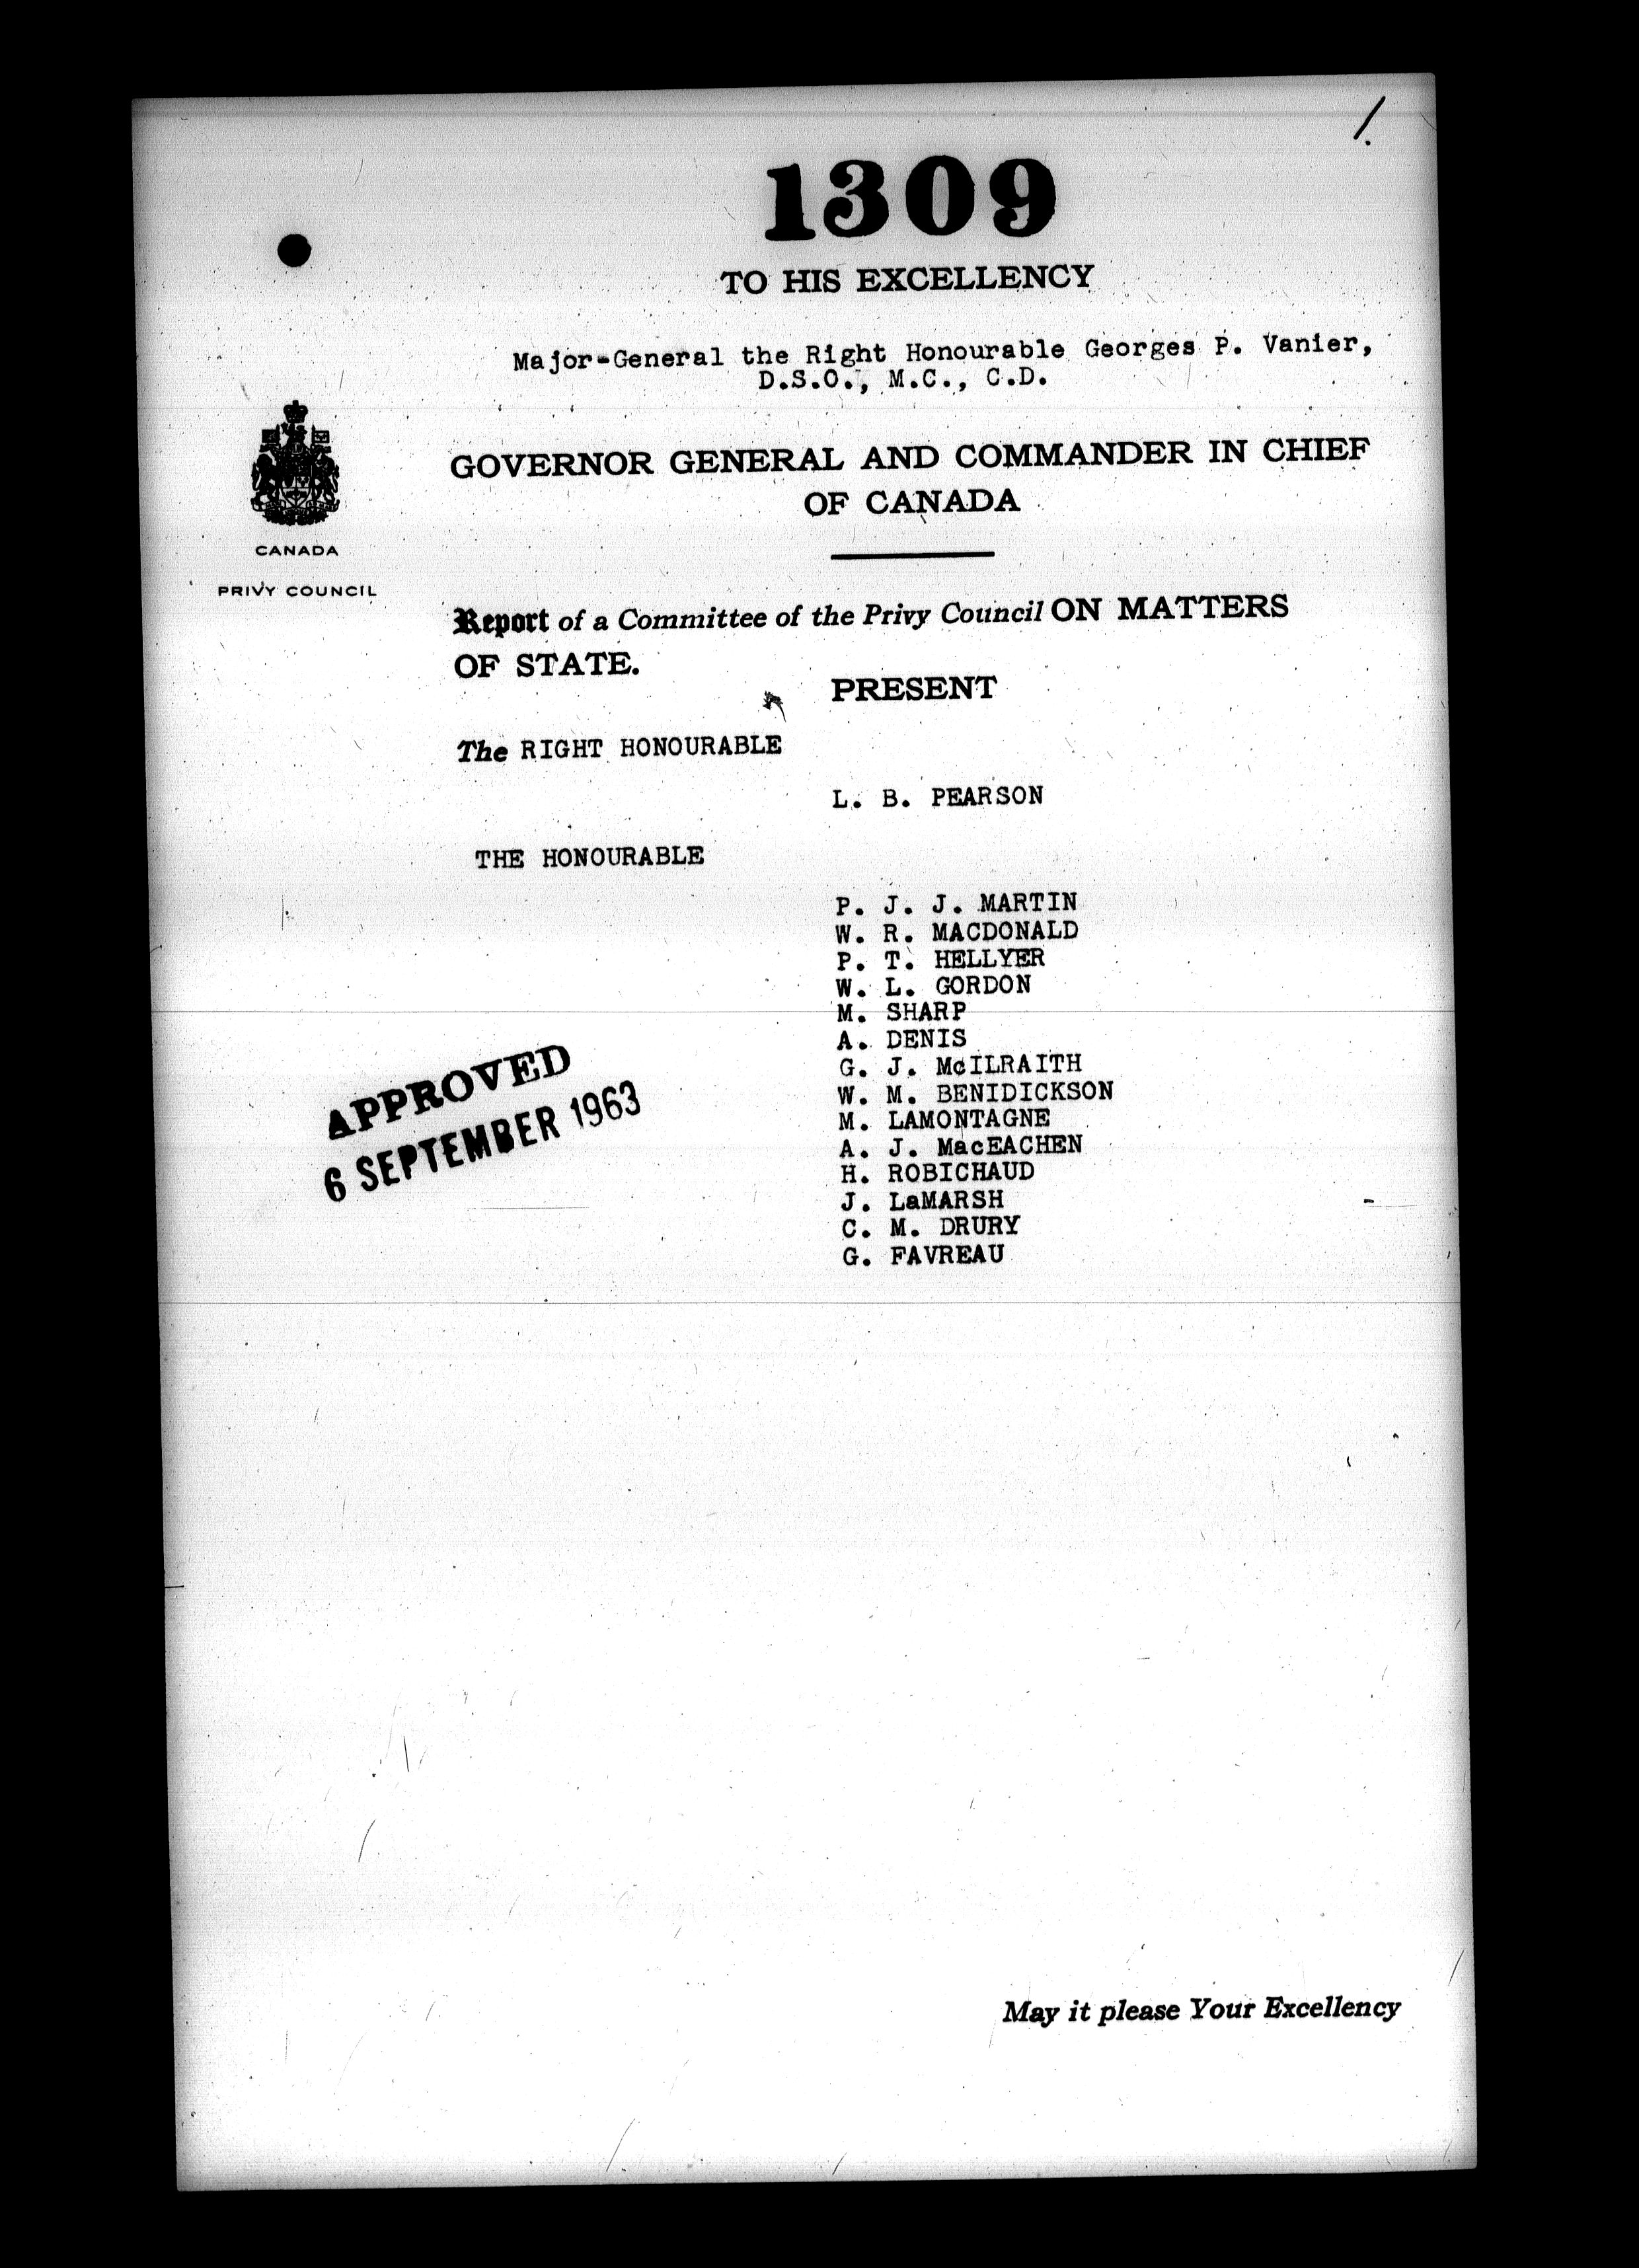 1.
1309
TO HIS EXCELLENCY
Major-General the Right Honourable Georges P. Vanier,
D.S.O., M.C., C.D.
GOVERNOR GENERAL AND COMMANDER IN CHIEF
OF CANADA
CANADA
PRIVY COUNCIL
Report of a Committee of the Privy Council ON MATTERS
OF STATE.
PRESENT
The RIGHT HONOURABLE
L. B. PEARSON
THE HONOURABLE
P. J. J. MARTIN
W. R. MACDONALD
P. T. HELLYER
W. L. GORDON
M. SHARP
A. DENIS
G. J. McILRAITH
W. M. BENIDICKSON
M. LAMONTAGNE
A. J. MacEACHEN
H. ROBICHAUD
J. LaMARSH
C. M. DRURY
G. FAVREAU
APPROVED
6 SEPTEMBER 1963
May it please Your Excellency